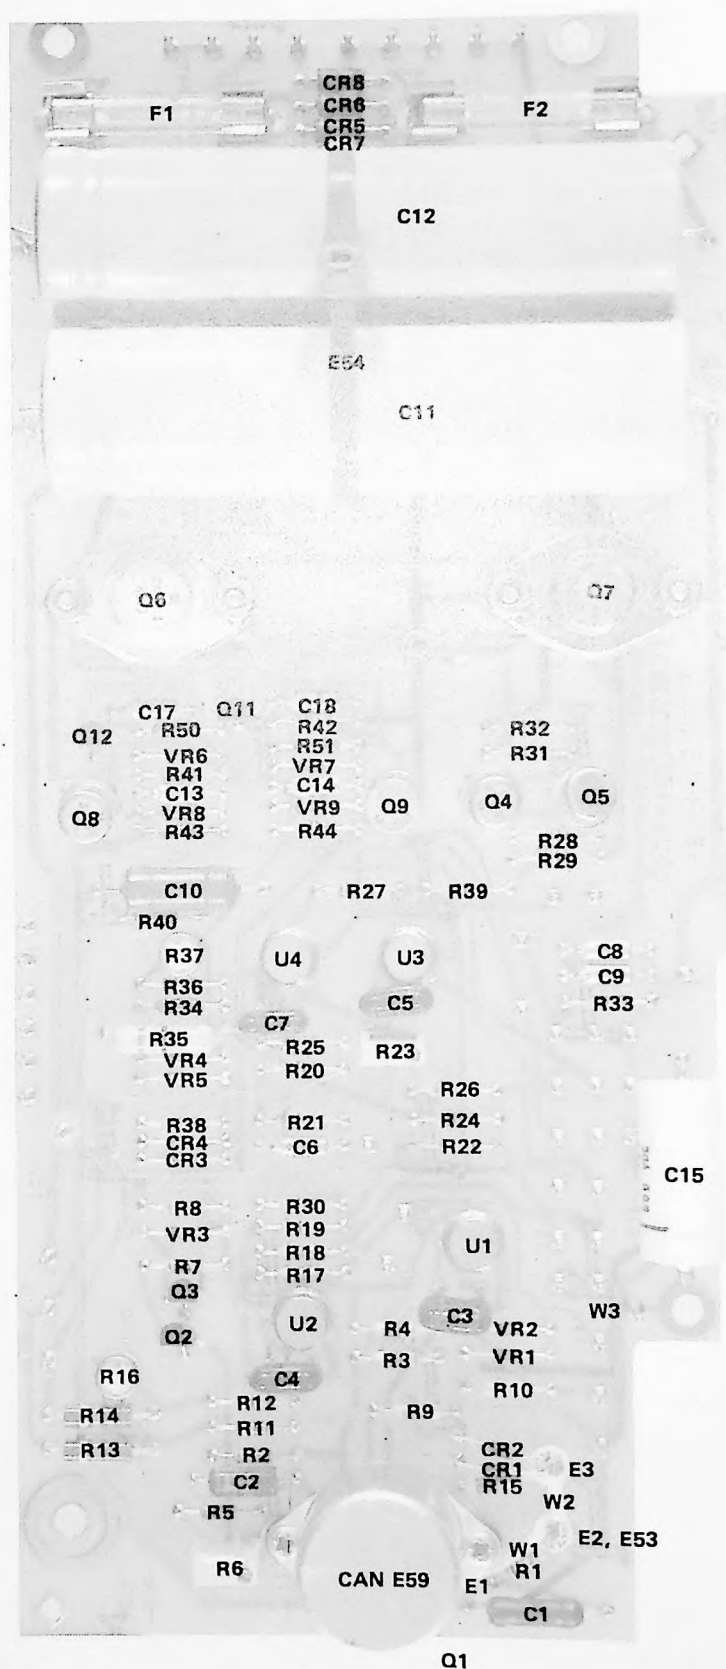 CR8
F1 CR6 F2
CR5
CR7
C12
E54
C11
Q6 Q7
C17 Q11 C18
Q12 R50 R42 R32
R51 R31
VR6 VR7
R41 C14
C13
Q8 VR8 VR9 Q9 Q4 Q5
R43 R44
R28
R29
C10 R27 R39
R40
R37 U4 U3 C8
C9
R36
R34 C5 R33
C7
R35 R25 R23
VR4 R20
VR5
R26
R38 R21 R24
CR4 C6 R22
CR3
C15
R8 R30
VR3 R19
R18 U1
R7 R17
Q3
U2 C3 W3
Q2 R4 VR2
R3 VR1
R16 C4
R10
R12
R14 R11 R9
R13 R2 CR2
C2 CR1 E3
R15
R5 W2
E2, E53
W1
R6 CAN E59 E1 R1
C1
Q1